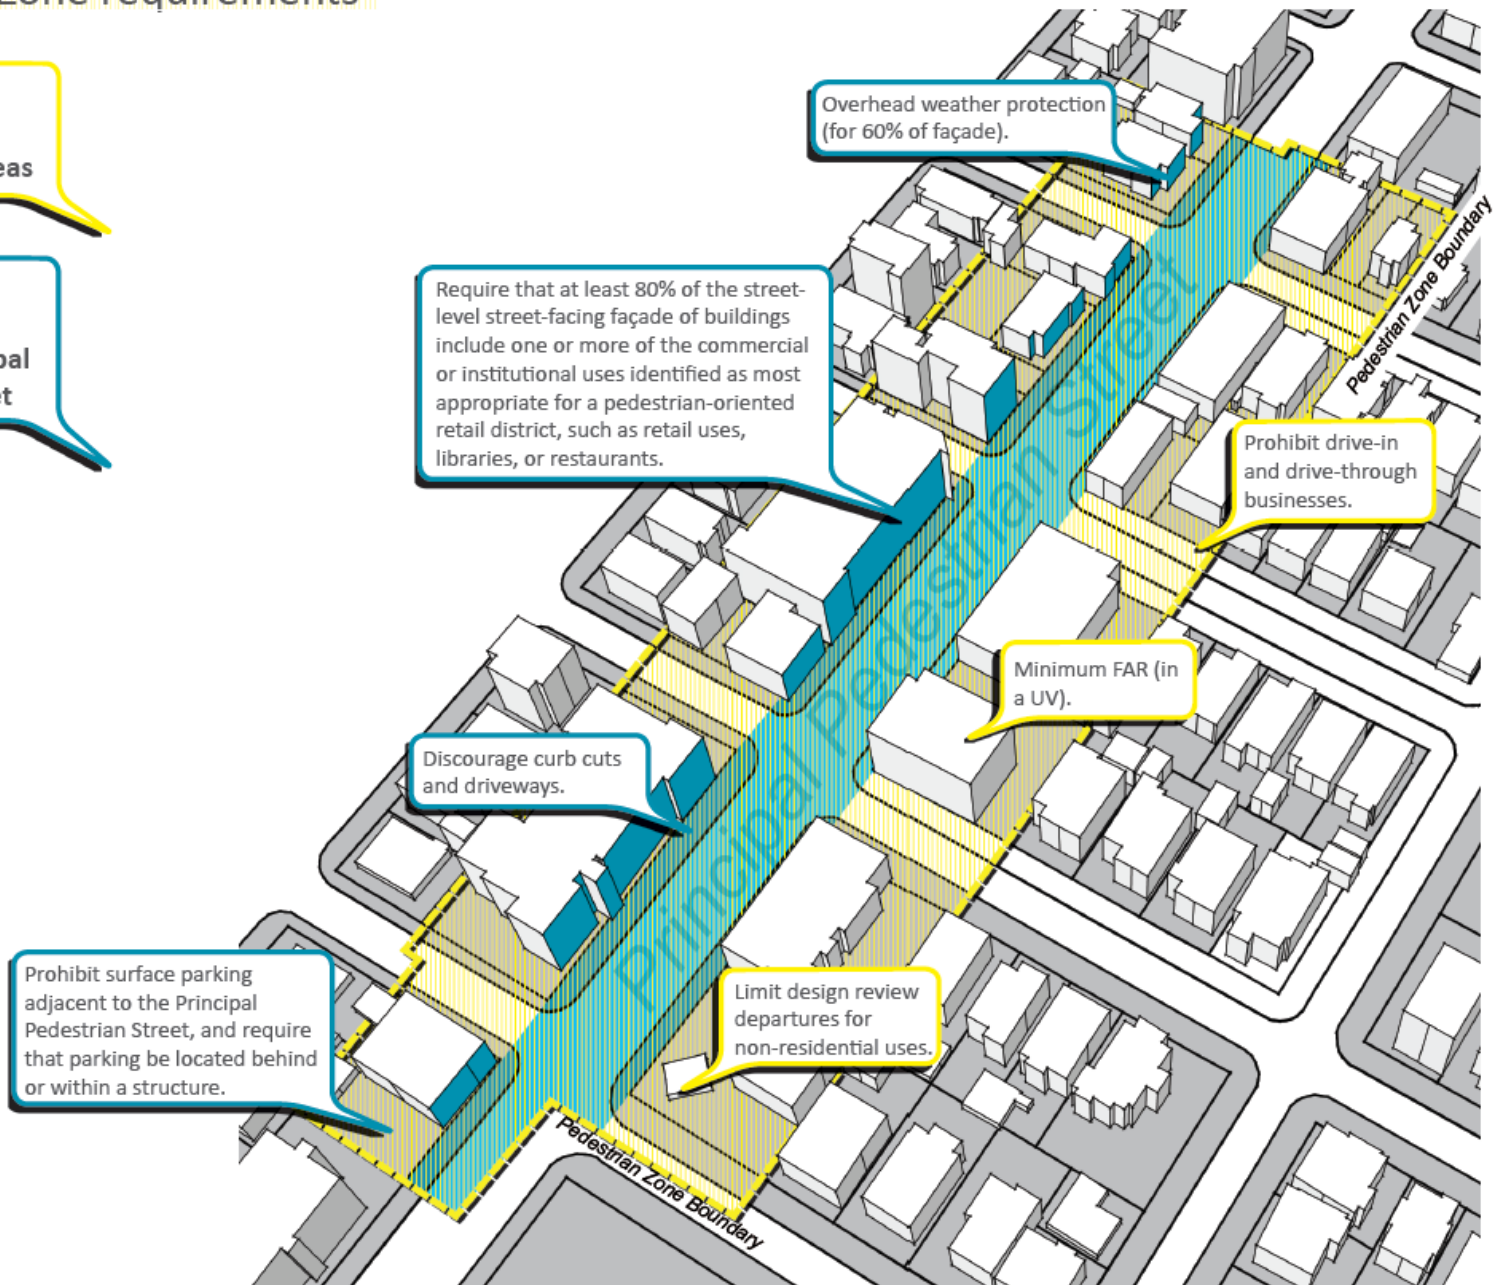 Zone requirements
Overhead weather protection
(for 60% of façade).
Require that at least 80% of the street-
level street-facing façade of buildings
include one or more of the commercial
or institutional uses identified as most
appropriate for a pedestrian-oriented
retail district, such as retail uses,
libraries, or restaurants.
Pedestrian Zone Boundary
Prohibit drive-in
and drive-through
businesses.
Principal Pedestrian Street
Minimum FAR (in
a UV).
Discourage curb cuts
and driveways.
Prohibit surface parking
adjacent to the Principal
Pedestrian Street, and require
that parking be located behind
or within a structure.
Limit design review
departures for
non-residential uses.
Pedestrian Zone Boundary